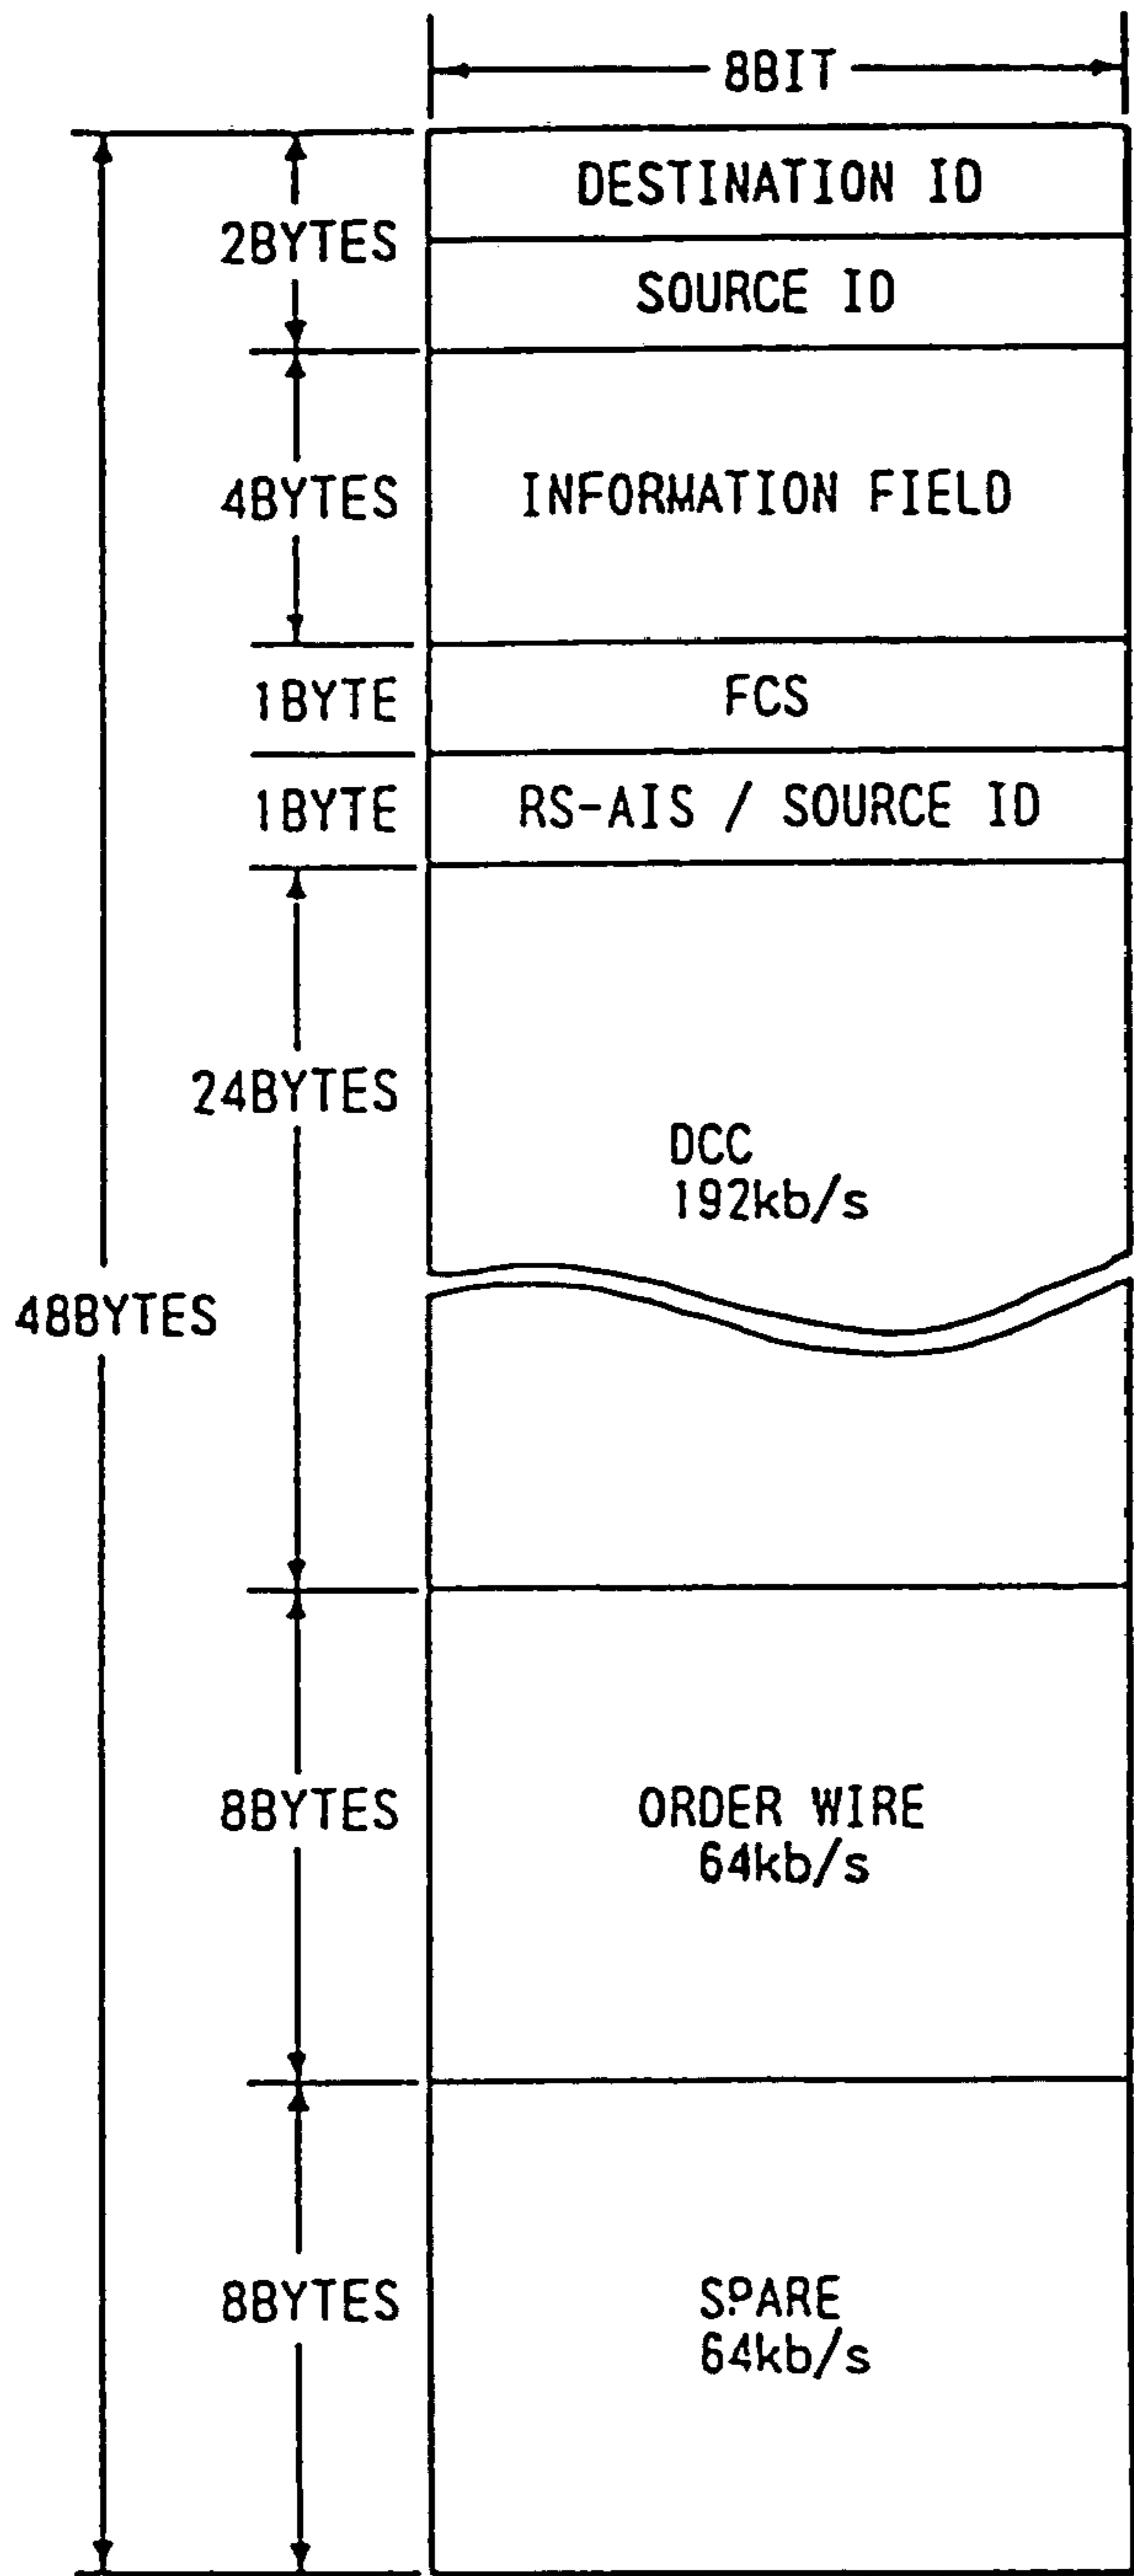 8BIT
DESTINATION ID
2BYTES
SOURCE ID
4BYTES
INFORMATION FIELD
1BYTE
FCS
1BYTE
RS-AIS / SOURCE ID
24BYTES
DCC
192kb/s
48BYTES
8BYTES
ORDER WIRE
64kb/s
8BYTES
SPARE
64kb/s